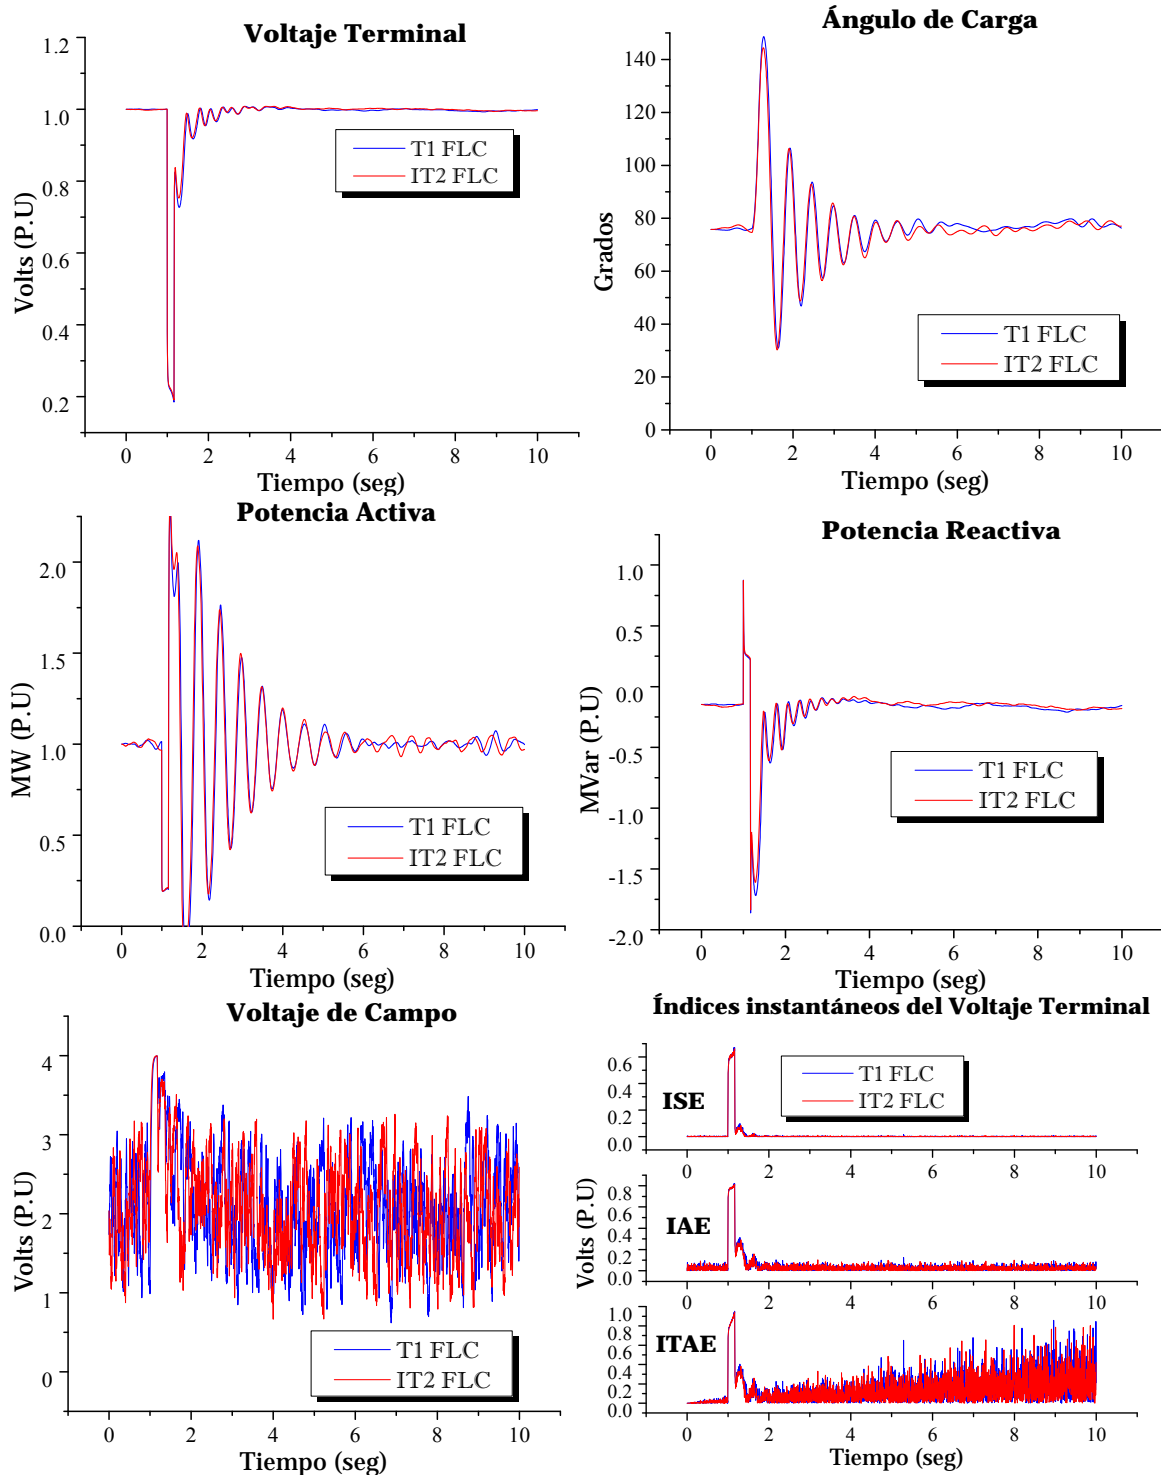 Voltaje Terminal
1.2
1.0
0.8
0.6
0.4
0.2
Volts (P.U)
T1 FLC
IT2 FLC
0 2 4 6 8 10
Tiempo (seg)
Ángulo de Carga
140
120
100
80
60
40
20
0
Grados
T1 FLC
IT2 FLC
0 2 4 6 8 10
Tiempo (seg)
Potencia Activa
2.0
1.5
1.0
0.5
0.0
MW (P.U)
T1 FLC
IT2 FLC
0 2 4 6 8 10
Tiempo (seg)
Potencia Reactiva
1.0
0.5
0.0
-0.5
-1.0
-1.5
-2.0
MVar (P.U)
T1 FLC
IT2 FLC
0 2 4 6 8 10
Tiempo (seg)
Voltaje de Campo
4
3
2
1
0
Volts (P.U)
T1 FLC
IT2 FLC
0 2 4 6 8 10
Tiempo (seg)
Índices instantáneos del Voltaje Terminal
0.6
0.4
0.2
0.0
ISE
T1 FLC
IT2 FLC
0 2 4 6 8 10
0.8
0.6
0.4
0.2
0.0
IAE
Volts (P.U)
0 2 4 6 8 10
1.0
0.8
0.6
0.4
0.2
0.0
ITAE
0 2 4 6 8 10
Tiempo (seg)